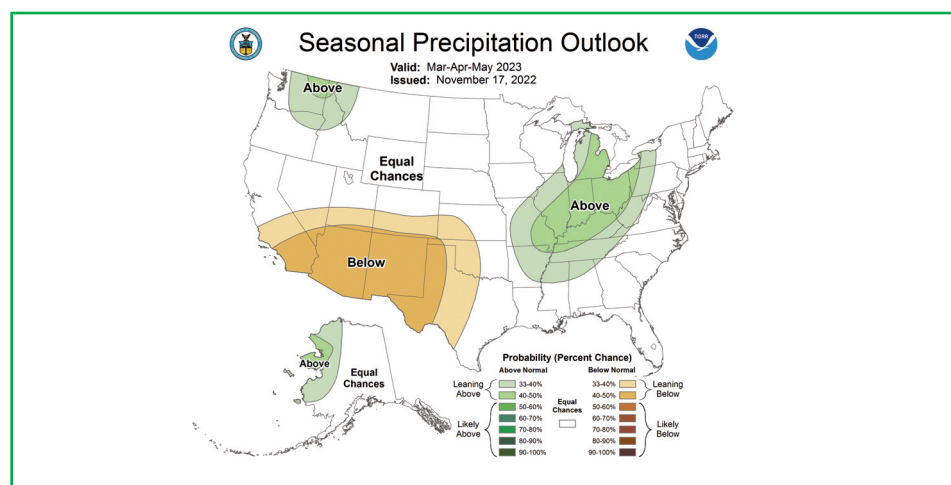 Seasonal Precipitation Outlook
Valid: Mar-Apr-May 2023
Issued: November 17, 2022
NOAA
Above
Equal
Chances
Above
Below
Above
Equal
Chances
Probability (Percent Chance)
Above Normal
Below Normal
Leaning
Above
33-40%
40-50%
Likely
Above
50-60%
60-70%
70-80%
80-90%
90-100%
Equal
Chances
33-40%
40-50%
Leaning
Below
50-60%
60-70%
70-80%
80-90%
90-100%
Likely
Below